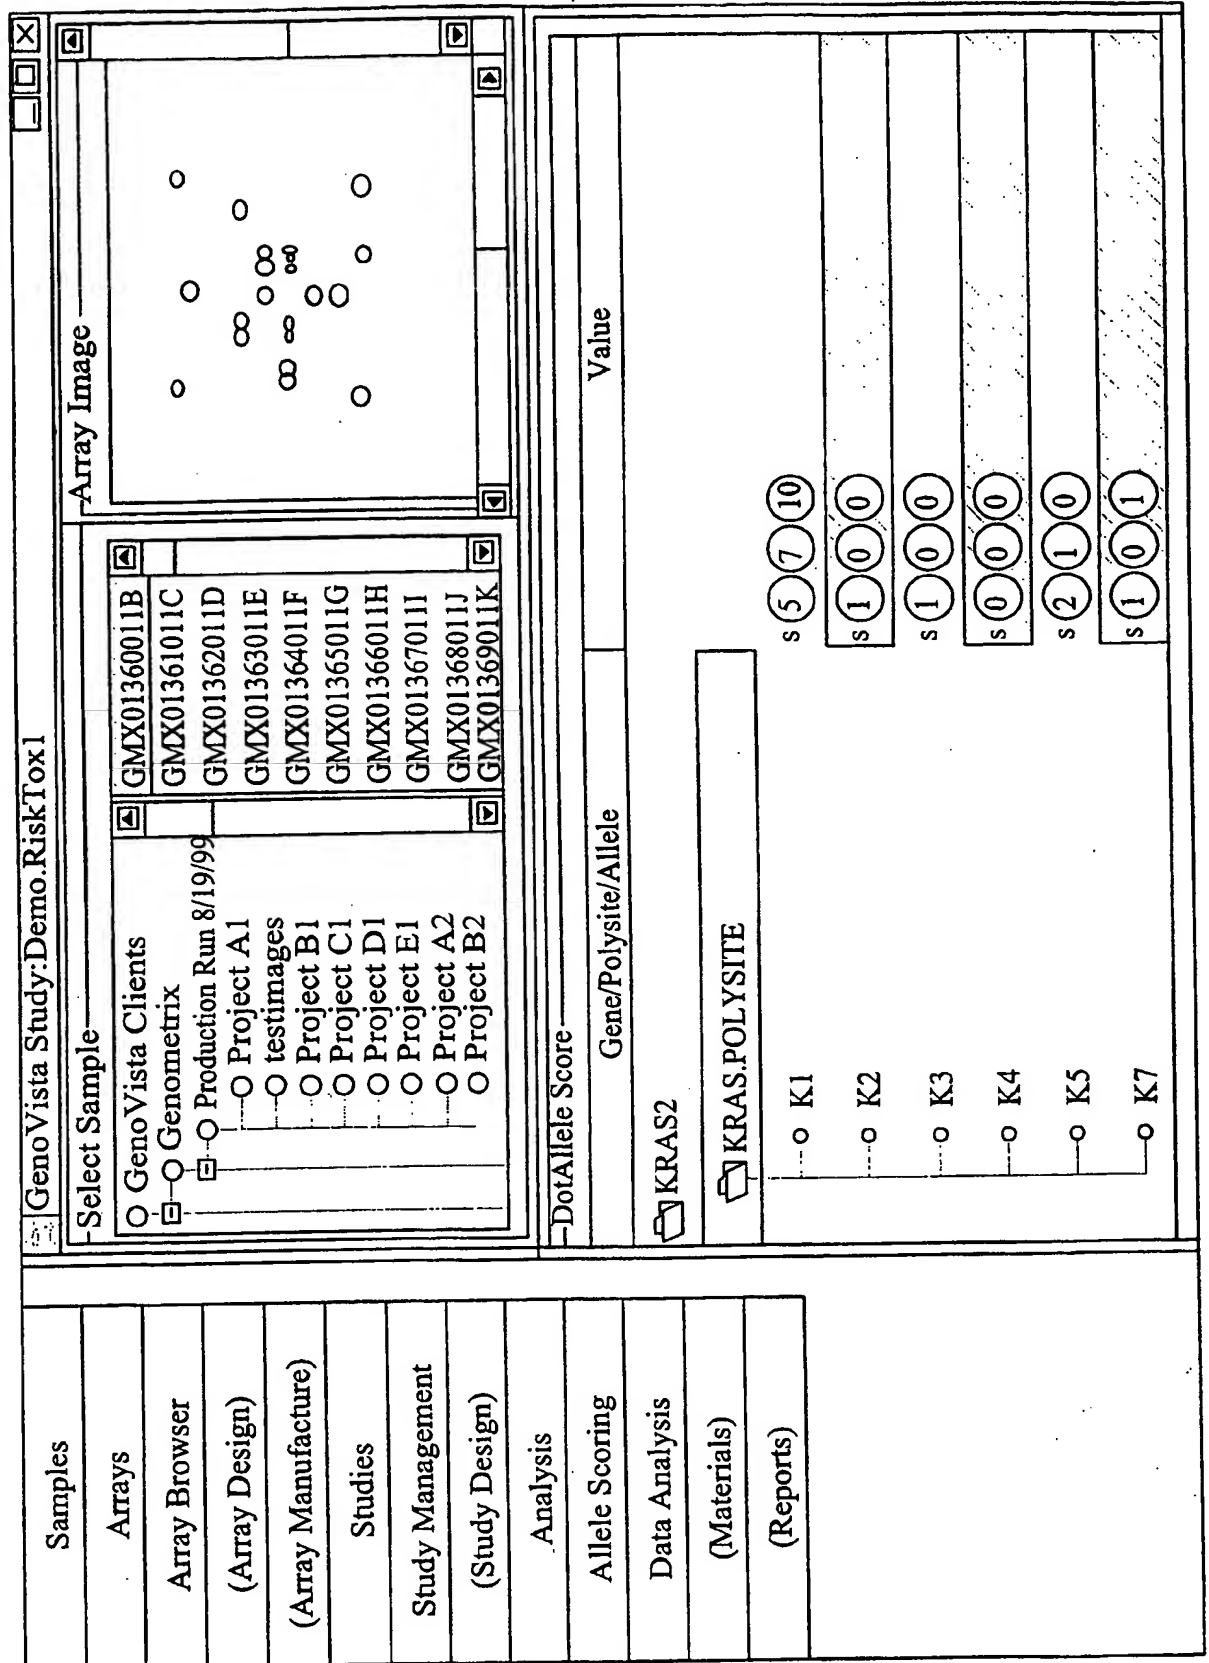 GenoVista Study:Demo.RiskTox1
Samples
Arrays
Array Browser
(Array Design)
(Array Manufacture)
Studies
Study Management
(Study Design)
Analysis
Allele Scoring
Data Analysis
(Materials)
(Reports)
Select Sample
GenoVista Clients
Genometrix
Production Run 8/19/99
Project A1
testimages
Project B1
Project C1
Project D1
Project E1
Project A2
Project B2
GMX01360011B
GMX01361011C
GMX01362011D
GMX01363011E
GMX01364011F
GMX01365011G
GMX01366011H
GMX01367011I
GMX01368011J
GMX01369011K
Array Image
DotAllele Score
Gene/Polysite/Allele Value
KRAS2
KRAS.POLYSITE
K1 s 5 7 10
K2 s 1 0 0
K3 s 1 0 0
K4 s 0 0 0
K5 s 2 1 0
K7 s 1 0 1